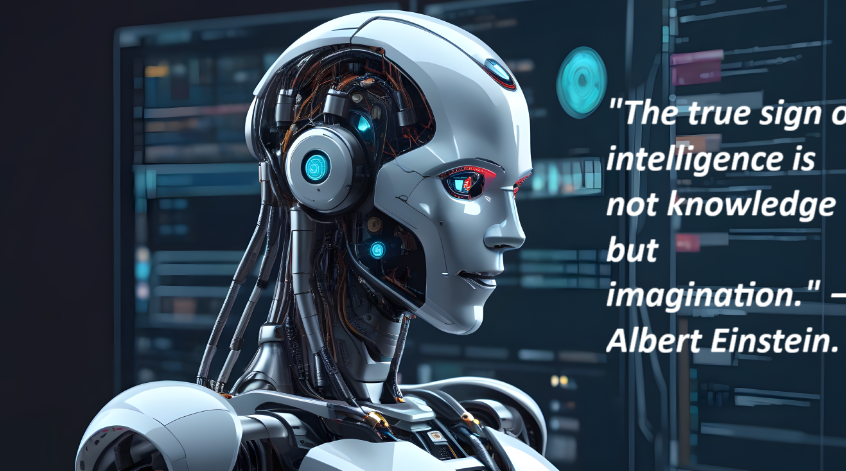 "The true sign o
intelligence is
not knowledge
but
imagination." –
Albert Einstein.